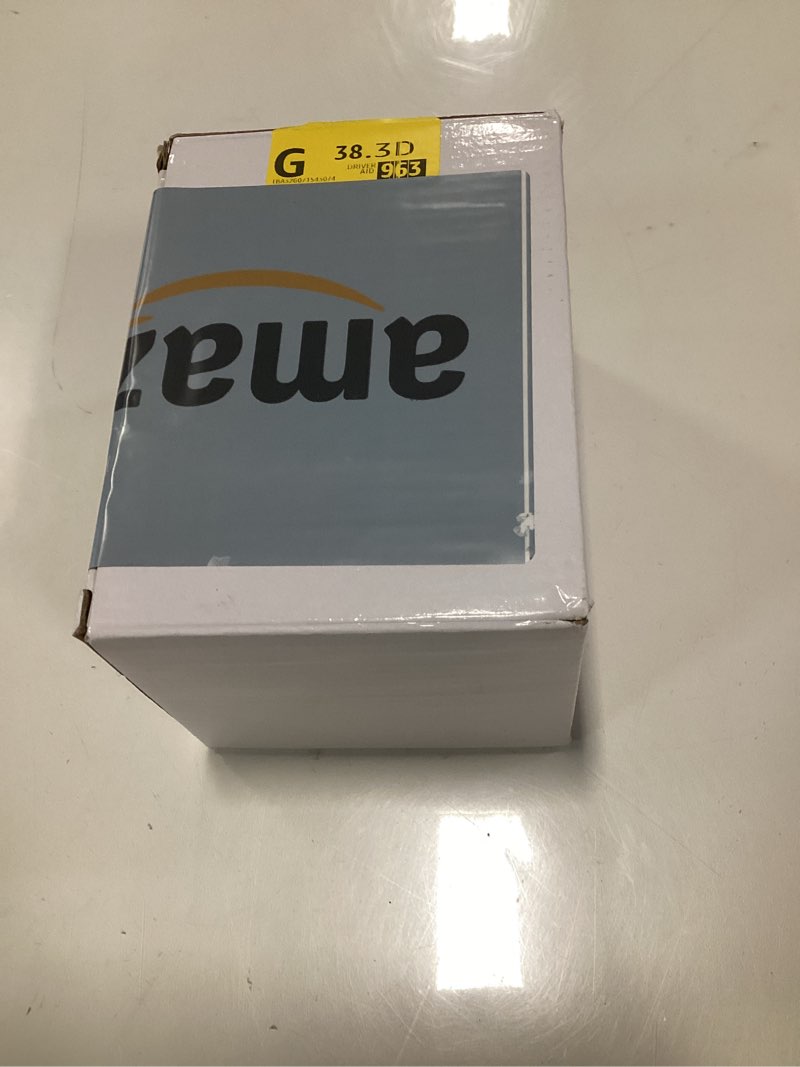 G 38.3D
DRIVER
AID 963
amaz